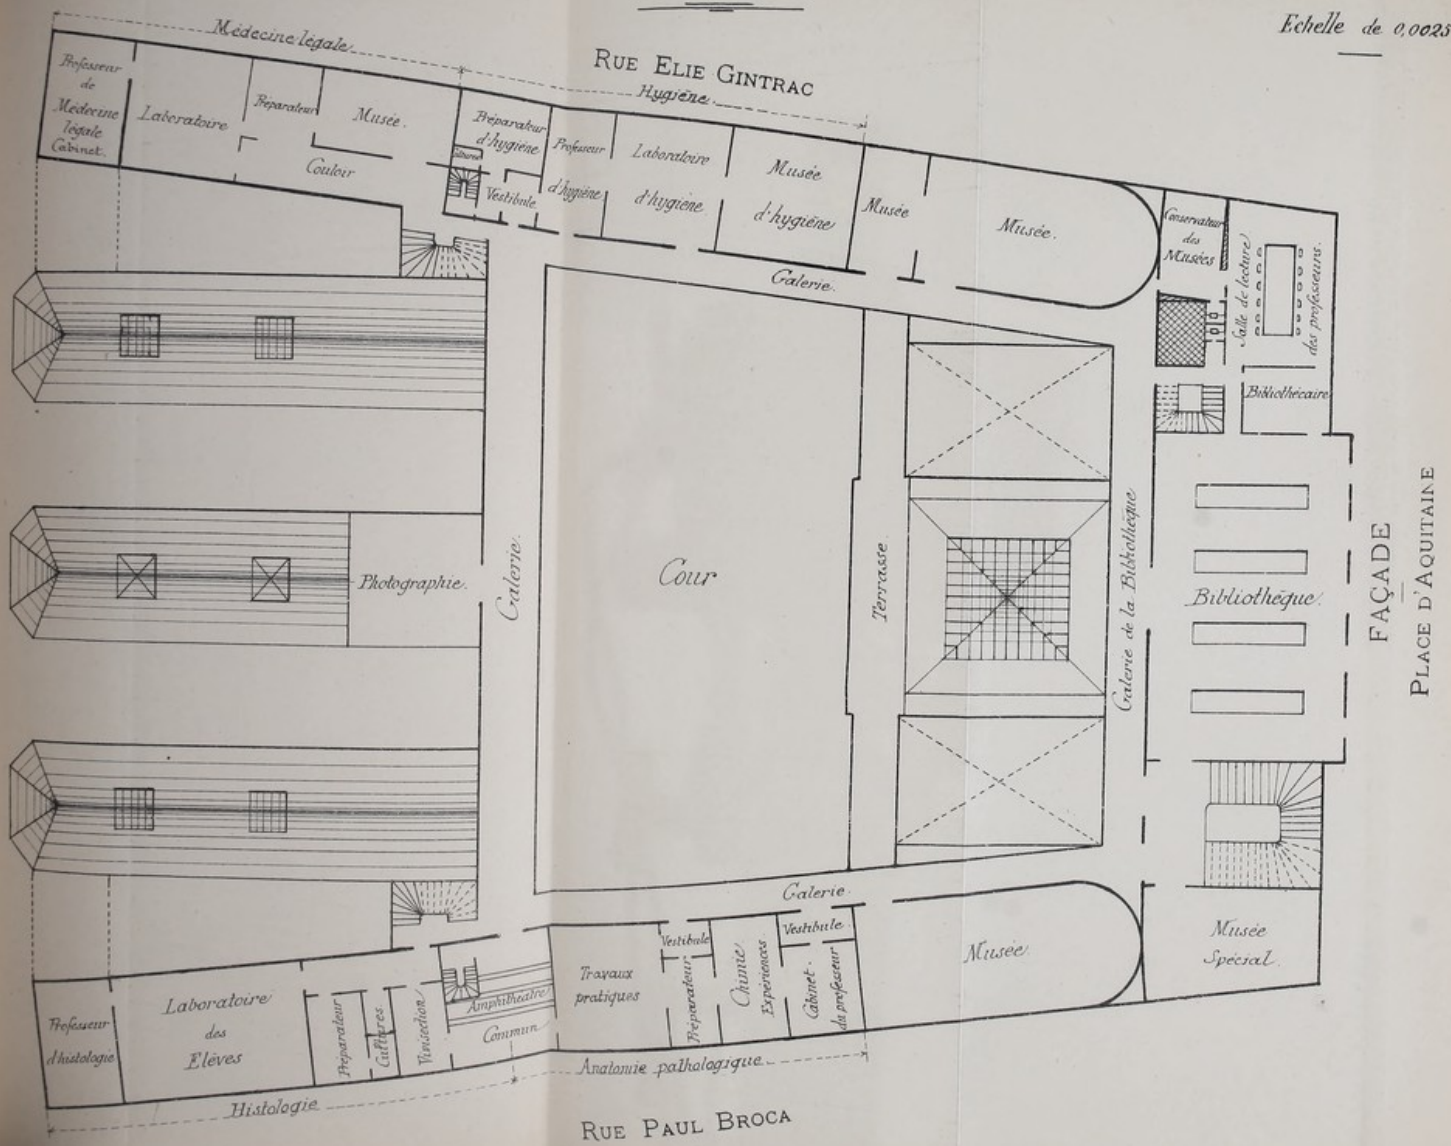 Echelle de 0,0025
RUE ELIE GINTRAC
Médecine légale
Hygiène
Professeur
de
Médecine
légale
Cabinet.
Laboratoire
Préparateur
Musée.
Couloir
Préparateur
d'hygiène
Vestibule
Professeur
d'hygiène
Laboratoire
d'hygiène
Musée
d'hygiène
Musée
Musée.
Conservateur
des
Musées
Salle de lecture
des professeurs.
Bibliothécaire
Galerie.
Photographie.
Galerie.
Cour
Terrasse
Galerie de la Bibliothèque
Bibliothèque.
FAÇADE
PLACE D'AQUITAINE
Galerie.
Professeur
d'histologie
Laboratoire
des
Elèves
Préparateur
Cultures.
Vivisection
Amphithéatre
Commun
Travaux
pratiques
Vestibule
Préparateur
Chimie
Expériences
Vestibule.
Cabinet.
du professeur
Musée.
Musée
Spécial.
Histologie
Anatomie pathologique
RUE PAUL BROCA